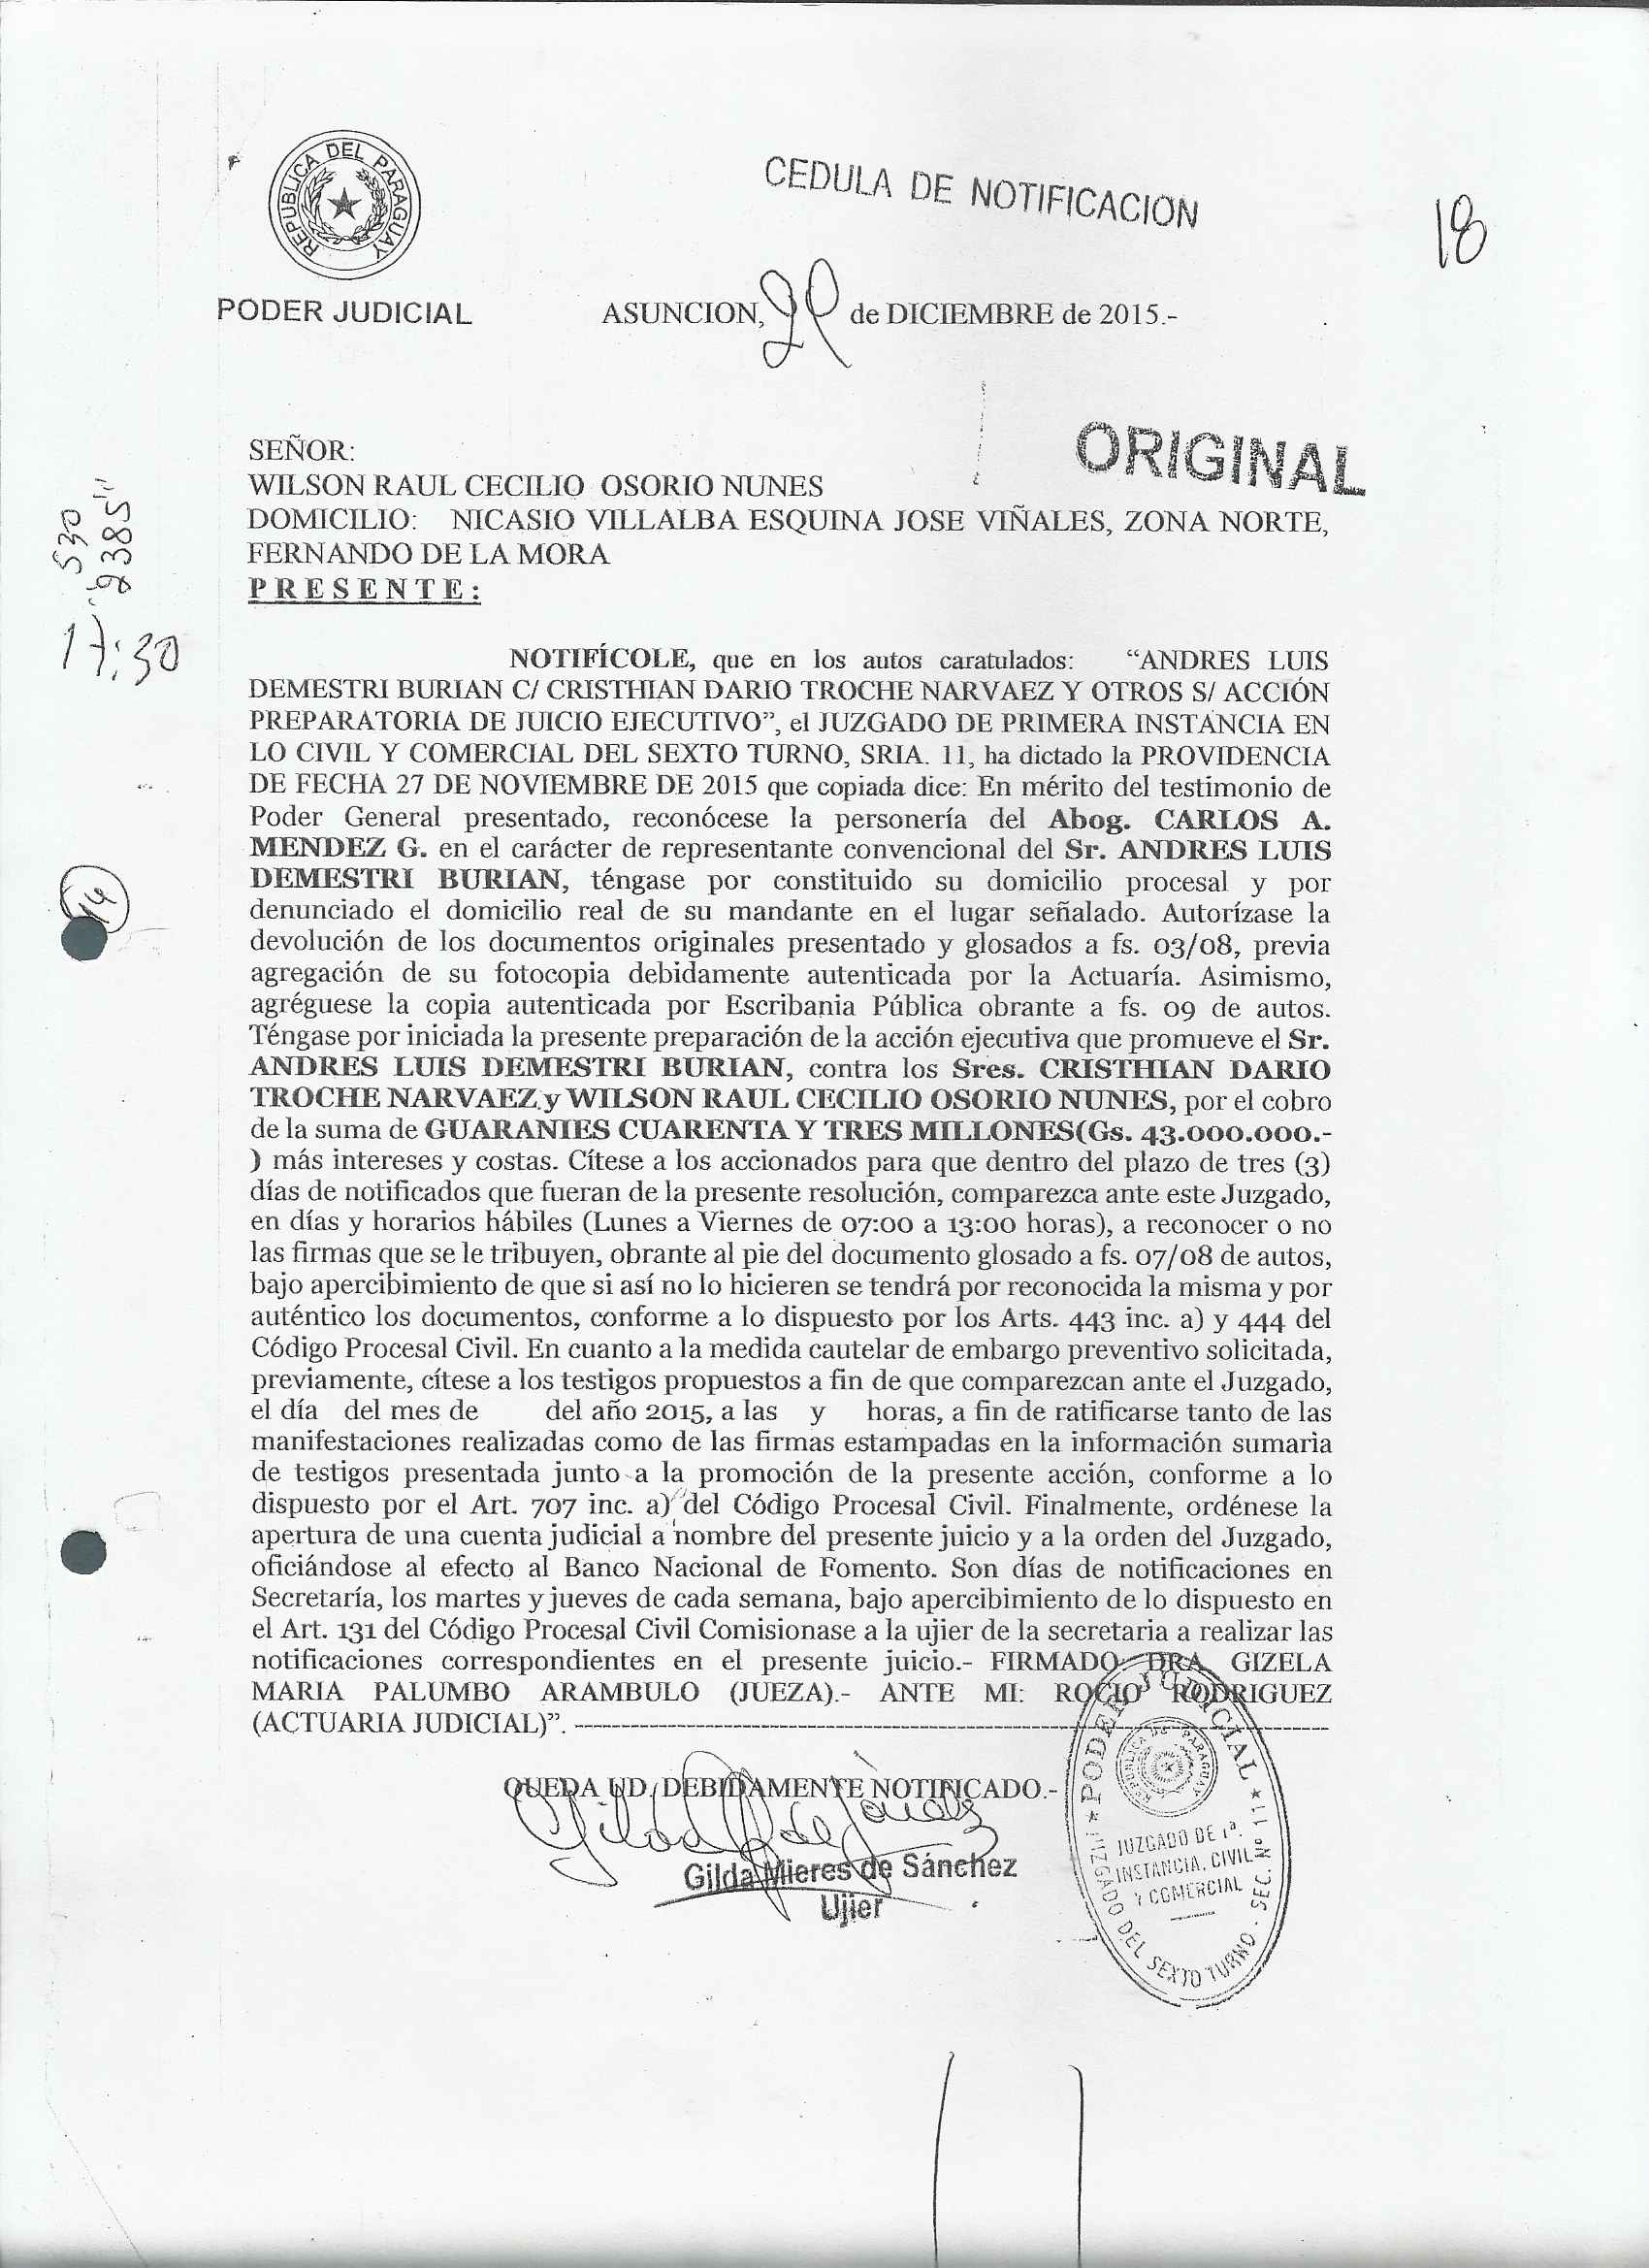 REPUBLICA DEL PARAGUAY
CEDULA DE NOTIFICACION
18
PODER JUDICIAL
ASUNCION, de DICIEMBRE de 2015.-
ORIGINAL
SEÑOR:
WILSON RAUL CECILIO OSORIO NUNES
DOMICILIO: NICASIO VILLALBA ESQUINA JOSE VIÑALES, ZONA NORTE,
FERNANDO DE LA MORA
P R E S E N T E :
530
"2385"
17:30
NOTIFÍCOLE, que en los autos caratulados: “ANDRES LUIS
DEMESTRI BURIAN C/ CRISTHIAN DARIO TROCHE NARVAEZ Y OTROS S/ ACCIÓN
PREPARATORIA DE JUICIO EJECUTIVO”, el JUZGADO DE PRIMERA INSTANCIA EN
LO CIVIL Y COMERCIAL DEL SEXTO TURNO, SRIA. 11, ha dictado la PROVIDENCIA
DE FECHA 27 DE NOVIEMBRE DE 2015 que copiada dice: En mérito del testimonio de
Poder General presentado, reconócese la personería del Abog. CARLOS A.
MENDEZ G. en el carácter de representante convencional del Sr. ANDRES LUIS
DEMESTRI BURIAN, téngase por constituido su domicilio procesal y por
denunciado el domicilio real de su mandante en el lugar señalado. Autorízase la
devolución de los documentos originales presentado y glosados a fs. 03/08, previa
agregación de su fotocopia debidamente autenticada por la Actuaría. Asimismo,
agréguese la copia autenticada por Escribania Pública obrante a fs. 09 de autos.
Téngase por iniciada la presente preparación de la acción ejecutiva que promueve el Sr.
ANDRES LUIS DEMESTRI BURIAN, contra los Sres. CRISTHIAN DARIO
TROCHE NARVAEZ y WILSON RAUL CECILIO OSORIO NUNES, por el cobro
de la suma de GUARANIES CUARENTA Y TRES MILLONES(Gs. 43.000.000.-
) más intereses y costas. Cítese a los accionados para que dentro del plazo de tres (3)
días de notificados que fueran de la presente resolución, comparezca ante este Juzgado,
en días y horarios hábiles (Lunes a Viernes de 07:00 a 13:00 horas), a reconocer o no
las firmas que se le tribuyen, obrante al pie del documento glosado a fs. 07/08 de autos,
bajo apercibimiento de que si así no lo hicieren se tendrá por reconocida la misma y por
auténtico los documentos, conforme a lo dispuesto por los Arts. 443 inc. a) y 444 del
Código Procesal Civil. En cuanto a la medida cautelar de embargo preventivo solicitada,
previamente, cítese a los testigos propuestos a fin de que comparezcan ante el Juzgado,
el día del mes de del año 2015, a las y horas, a fin de ratificarse tanto de las
manifestaciones realizadas como de las firmas estampadas en la información sumaria
de testigos presentada junto a la promoción de la presente acción, conforme a lo
dispuesto por el Art. 707 inc. a) del Código Procesal Civil. Finalmente, ordénese la
apertura de una cuenta judicial a nombre del presente juicio y a la orden del Juzgado,
oficiándose al efecto al Banco Nacional de Fomento. Son días de notificaciones en
Secretaría, los martes y jueves de cada semana, bajo apercibimiento de lo dispuesto en
el Art. 131 del Código Procesal Civil Comisionase a la ujier de la secretaria a realizar las
notificaciones correspondientes en el presente juicio.- FIRMADO DRA. GIZELA
MARIA PALUMBO ARAMBULO (JUEZA).- ANTE MI: ROCIO RODRIGUEZ
(ACTUARIA JUDICIAL)”. ---
QUEDA UD. DEBIDAMENTE NOTIFICADO.-
Gilda Mieres de Sánchez
Ujier
PODER JUDICIAL
REPUBLICA DEL PARAGUAY
JUZGADO DE 1ª.
INSTANCIA, CIVIL
Y COMERCIAL
JUZGADO DEL SEXTO TURNO - SEC. Nº 11